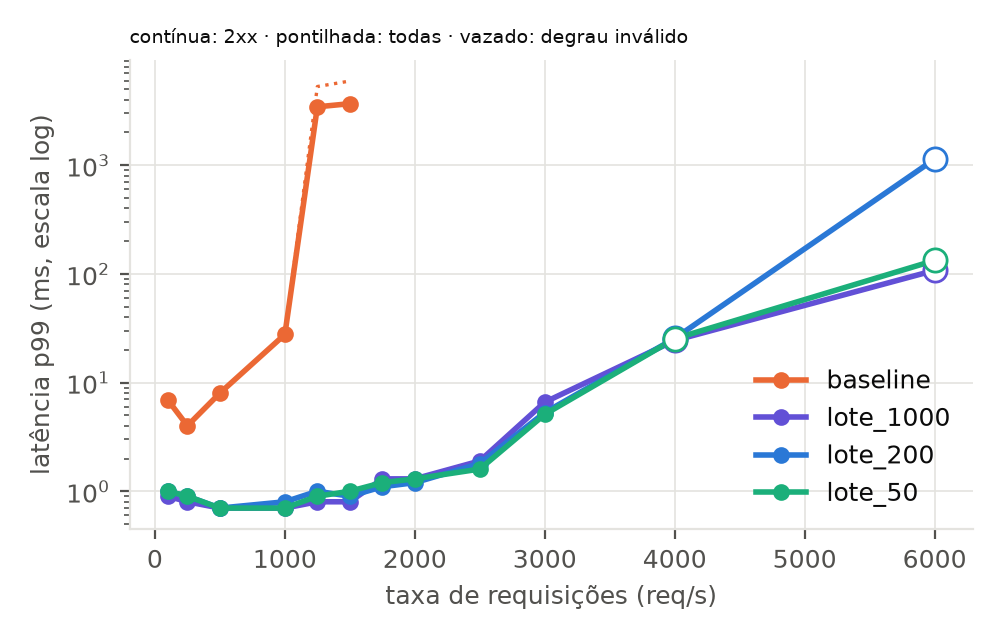 contínua: 2xx · pontilhada: todas · vazado: degrau inválido
latência p99 (ms, escala log)
10³
10²
10¹
10⁰
baseline
lote_1000
lote_200
lote_50
0 1000 2000 3000 4000 5000 6000
taxa de requisições (req/s)